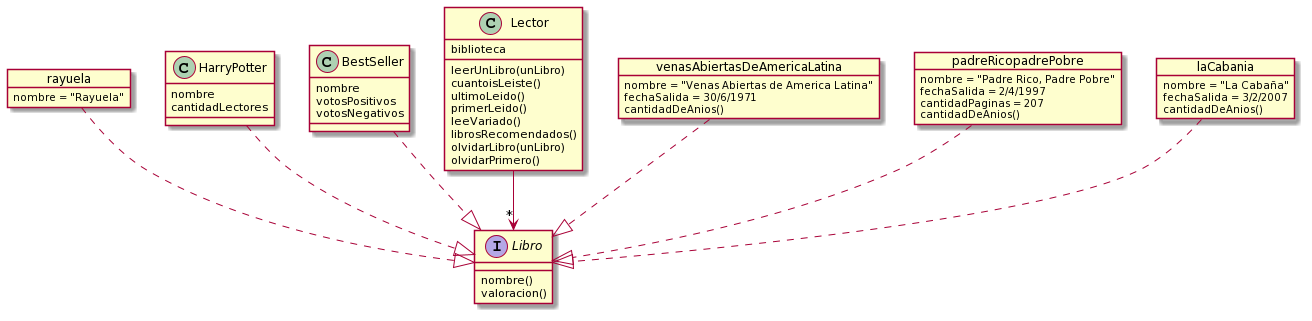 rayuela
nombre = "Rayuela"
C HarryPotter
nombre
cantidadLectores
C BestSeller
nombre
votosPositivos
votosNegativos
C Lector
biblioteca
leerUnLibro(unLibro)
cuantoisLeiste()
ultimoLeido()
primerLeido()
leeVariado()
librosRecomendados()
olvidarLibro(unLibro)
olvidarPrimero()
venasAbiertasDeAmericaLatina
nombre = "Venas Abiertas de America Latina"
fechaSalida = 30/6/1971
cantidadDeAnios()
padreRicopadrePobre
nombre = "Padre Rico, Padre Pobre"
fechaSalida = 2/4/1997
cantidadPaginas = 207
cantidadDeAnios()
laCabania
nombre = "La Cabaña"
fechaSalida = 3/2/2007
cantidadDeAnios()
*
I Libro
nombre()
valoracion()